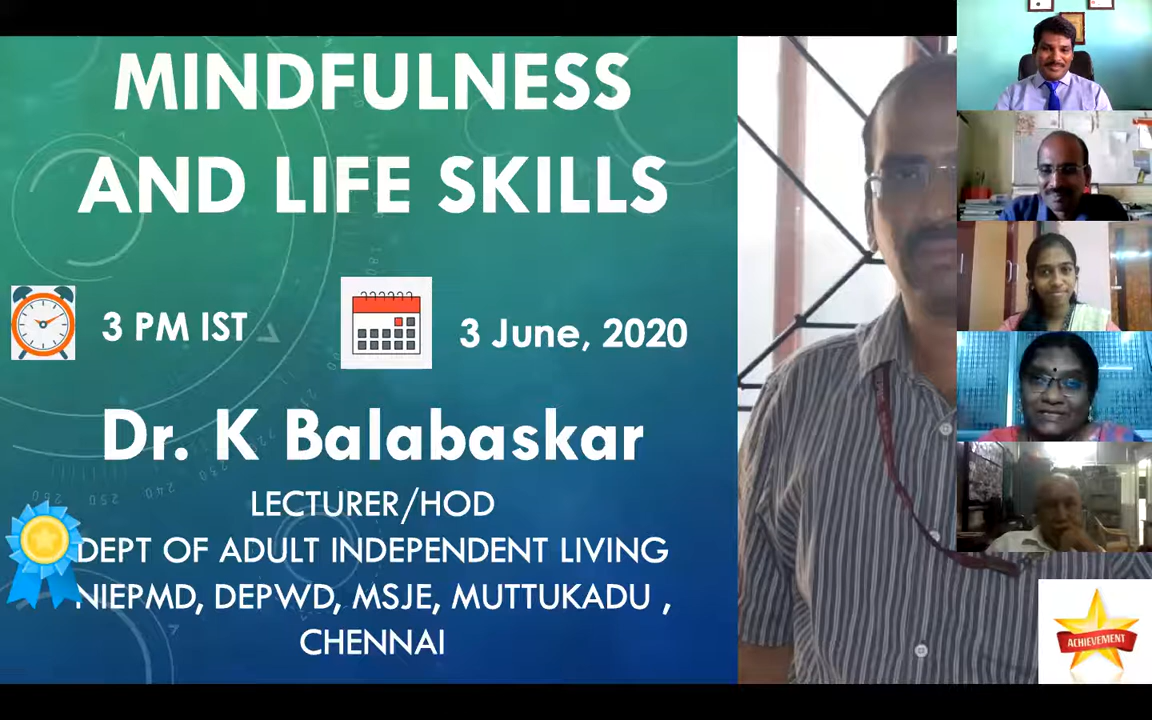 MINDFULNESS
AND LIFE SKILLS
3 PM IST
3 June, 2020
Dr. K Balabaskar
LECTURER/HOD
DEPT OF ADULT INDEPENDENT LIVING
NIEPMD, DEPWD, MSJE, MUTTUKADU ,
CHENNAI
ACHIEVEMENT